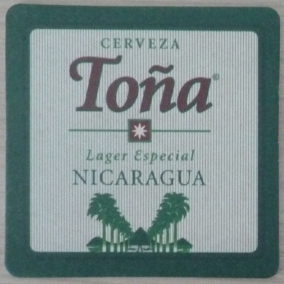 CERVEZA
Toña®
Lager Especial
NICARAGUA